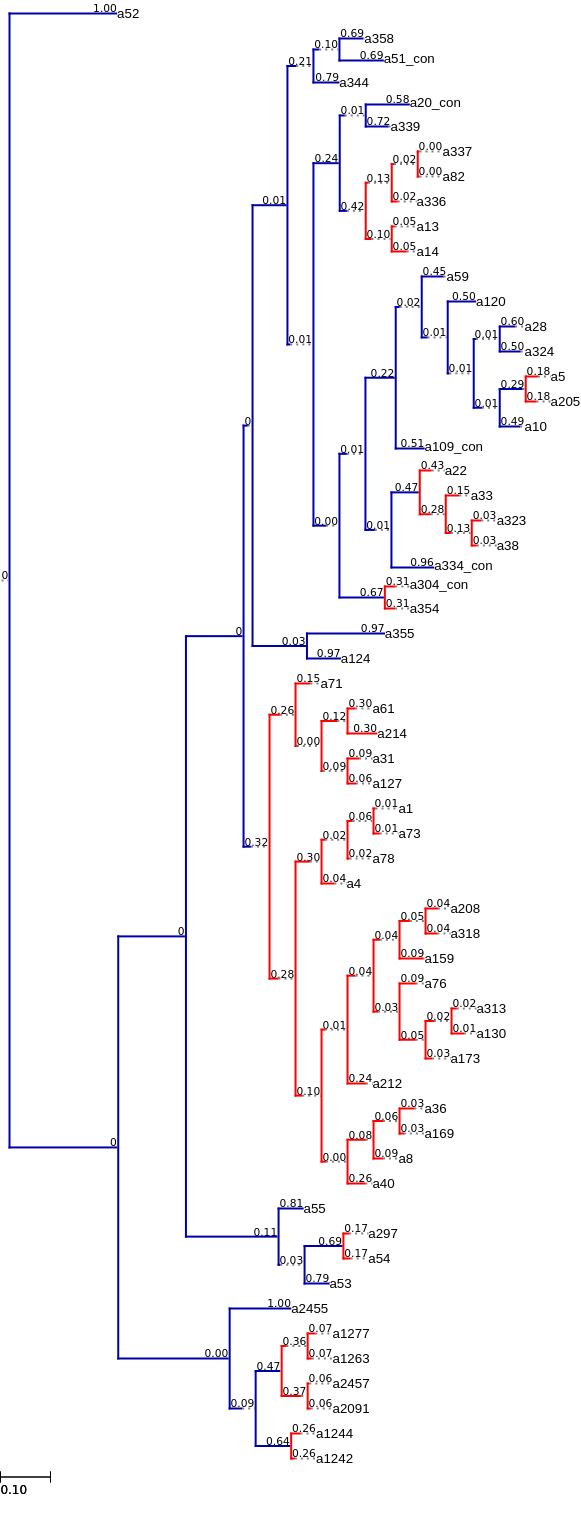 1.00 a52
0.69 a358
0.10
0.69 a51_con
0.21
0.79 a344
0.58 a20_con
0.01
0.72 a339
0.00 a337
0.24
0.02
0.00 a82
0.13
0.02 a336
0.01
0.42
0.05 a13
0.10
0.05 a14
0.45 a59
0.02
0.50 a120
0.01
0.60 a28
0.01
0.01
0.50 a324
0.22
0.01
0.18 a5
0.29
0.18 a205
0.01
0.49 a10
0
0.51 a109_con
0.01
0.43 a22
0.47
0.15 a33
0.28
0.03 a323
0.00
0.01
0.13
0.03 a38
0.96 a334_con
0.31 a304_con
0.67
0.31 a354
0
0
0.97 a355
0.03
0.97 a124
0.15 a71
0.26
0.30 a61
0.12
0.30 a214
0.00
0.09 a31
0.09
0.06 a127
0.01 a1
0.06
0.01 a73
0.02
0.32
0.02 a78
0.30
0.04 a4
0.04 a208
0.05
0.04 a318
0
0.04
0.09 a159
0.28
0.04
0.09 a76
0.03
0.02 a313
0.02
0.01
0.01 a130
0.05
0.03 a173
0.24 a212
0.10
0.03 a36
0.06
0.03 a169
0.08
0
0.00
0.09 a8
0.26 a40
0.81 a55
0.11
0.17 a297
0.69
0.17 a54
0.03
0.79 a53
1.00 a2455
0.07 a1277
0.36
0.00
0.07 a1263
0.47
0.06 a2457
0.37
0.06 a2091
0.09
0.26 a1244
0.64
0.26 a1242
0.10